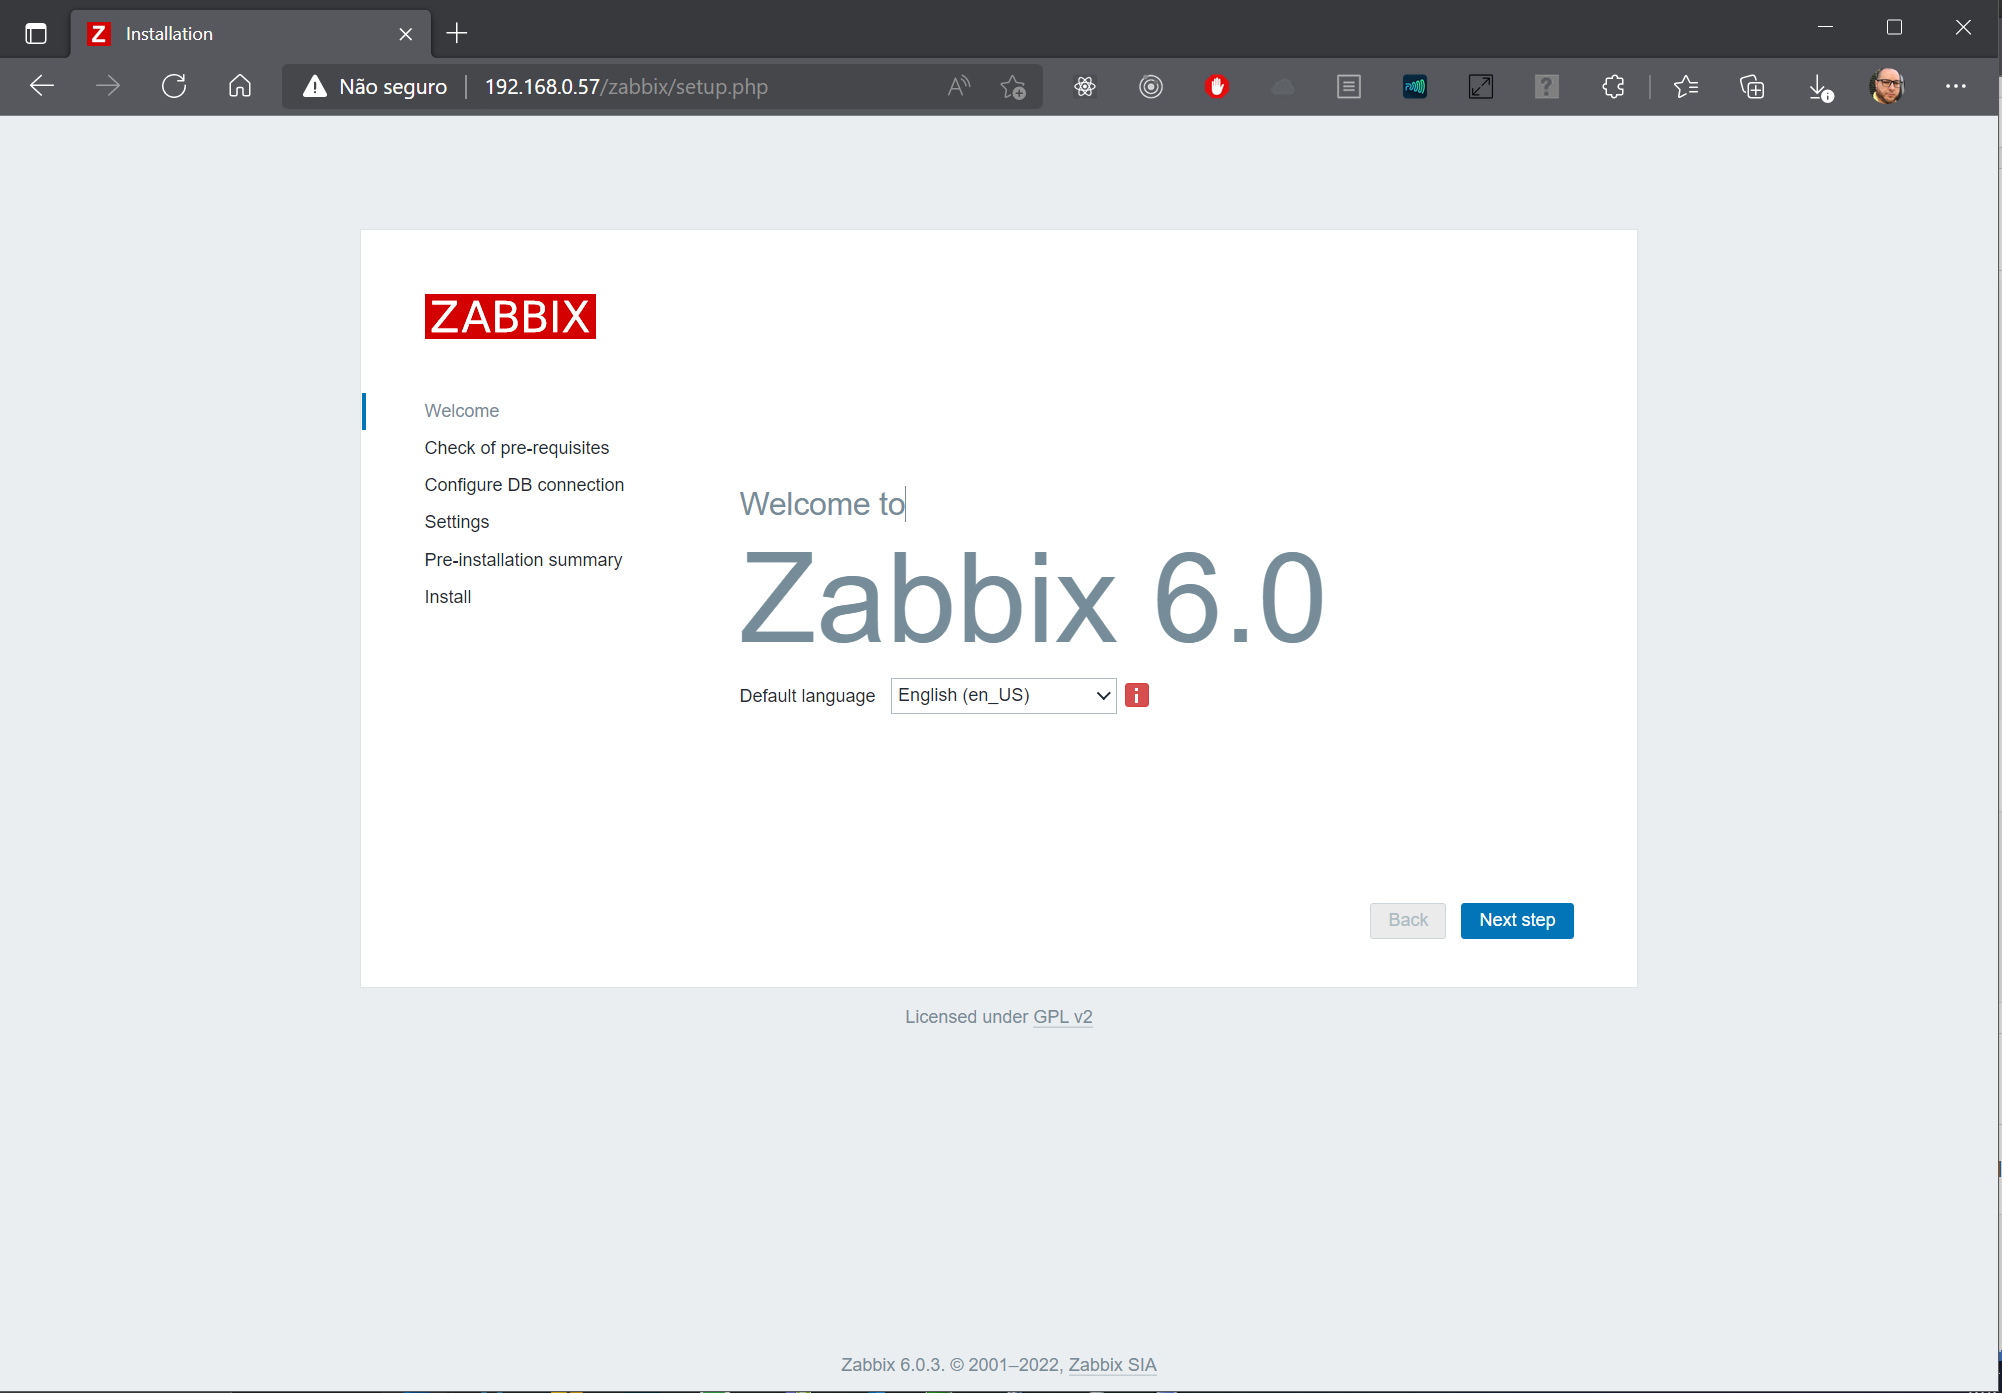 Z Installation
Não seguro 192.168.0.57/zabbix/setup.php
ZABBIX
Welcome
Check of pre-requisites
Configure DB connection
Settings
Pre-installation summary
Install
Welcome to
Zabbix 6.0
Default language English (en_US)
Back Next step
Licensed under GPL v2
Zabbix 6.0.3. © 2001–2022, Zabbix SIA